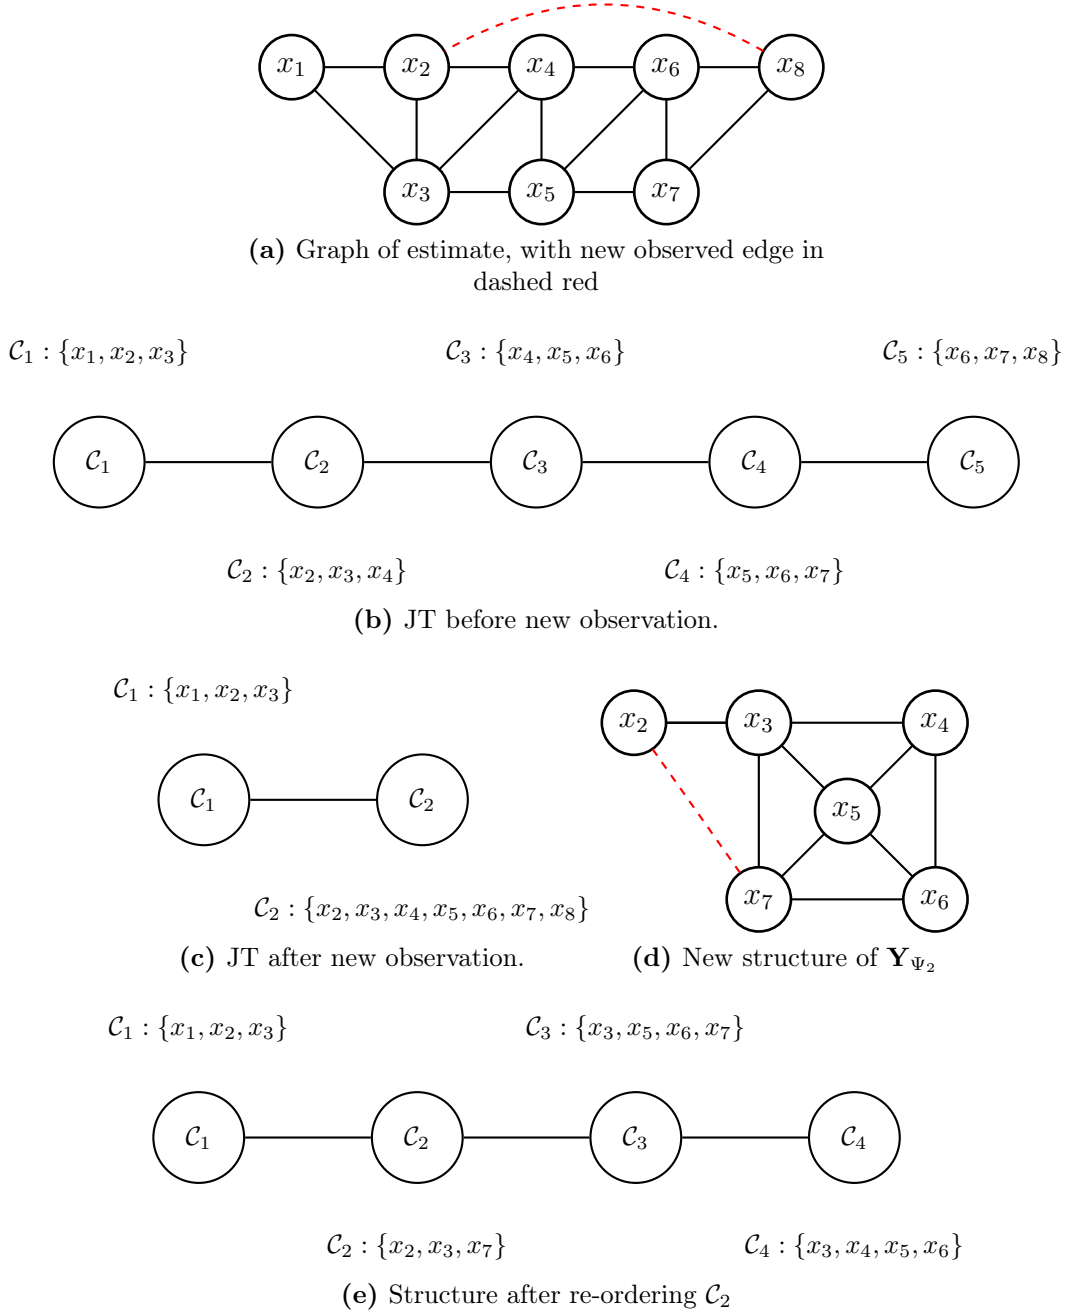 x₁ x₂ x₄ x₆ x₈
x₃ x₅ x₇
(a) Graph of estimate, with new observed edge in
dashed red
𝒞₁ : {x₁, x₂, x₃} 𝒞₃ : {x₄, x₅, x₆} 𝒞₅ : {x₆, x₇, x₈}
𝒞₁ 𝒞₂ 𝒞₃ 𝒞₄ 𝒞₅
𝒞₂ : {x₂, x₃, x₄} 𝒞₄ : {x₅, x₆, x₇}
(b) JT before new observation.
𝒞₁ : {x₁, x₂, x₃}
𝒞₁ 𝒞₂
𝒞₂ : {x₂, x₃, x₄, x₅, x₆, x₇, x₈}
(c) JT after new observation.
x₂ x₃ x₄
x₅
x₇ x₆
(d) New structure of 𝐘_Ψ₂
𝒞₁ : {x₁, x₂, x₃} 𝒞₃ : {x₃, x₅, x₆, x₇}
𝒞₁ 𝒞₂ 𝒞₃ 𝒞₄
𝒞₂ : {x₂, x₃, x₇} 𝒞₄ : {x₃, x₄, x₅, x₆}
(e) Structure after re-ordering 𝒞₂